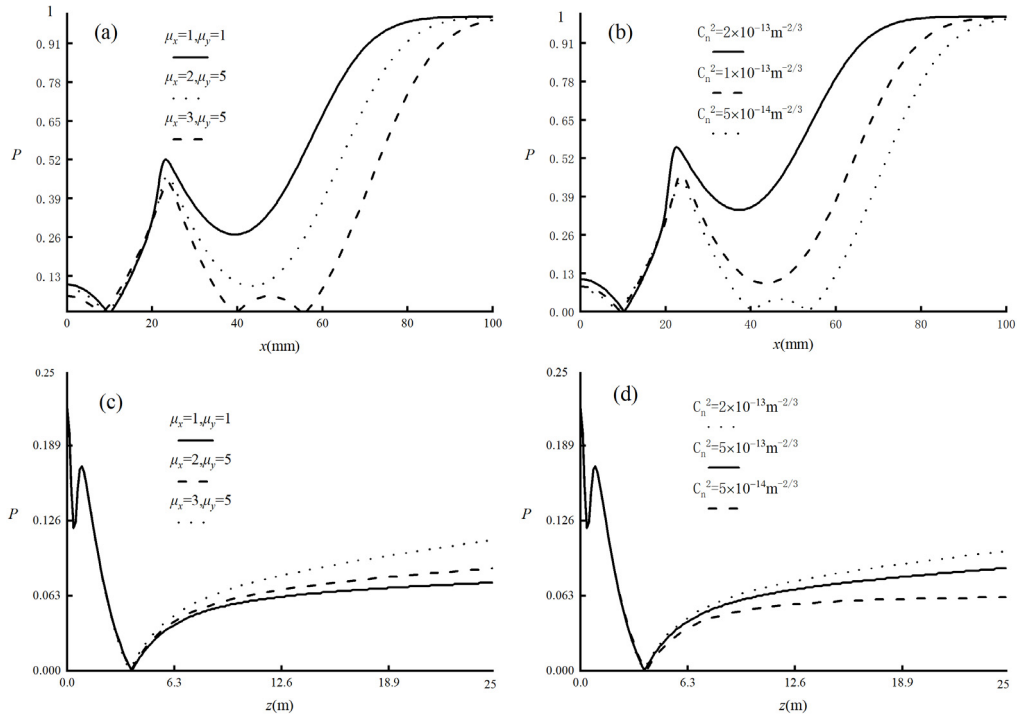 (a)
1
0.91
0.78
0.65
0.52
0.39
0.26
0.13
P
μx=1,μy=1
μx=2,μy=5
μx=3,μy=5
0 20 40 60 80 100
x(mm)
(b)
1
0.91
0.78
0.65
0.52
0.39
0.26
0.13
0.00
P
Cn²=2×10⁻¹³m⁻²/³
Cn²=1×10⁻¹³m⁻²/³
Cn²=5×10⁻¹⁴m⁻²/³
0 20 40 60 80 100
x(mm)
(c)
0.25
0.189
0.126
0.063
0.000
P
μx=1,μy=1
μx=2,μy=5
μx=3,μy=5
0.0 6.3 12.6 18.9 25
z(m)
(d)
0.25
0.189
0.126
0.063
0.000
P
Cn²=2×10⁻¹³m⁻²/³
Cn²=5×10⁻¹³m⁻²/³
Cn²=5×10⁻¹⁴m⁻²/³
0.0 6.3 12.6 18.9 25
z(m)